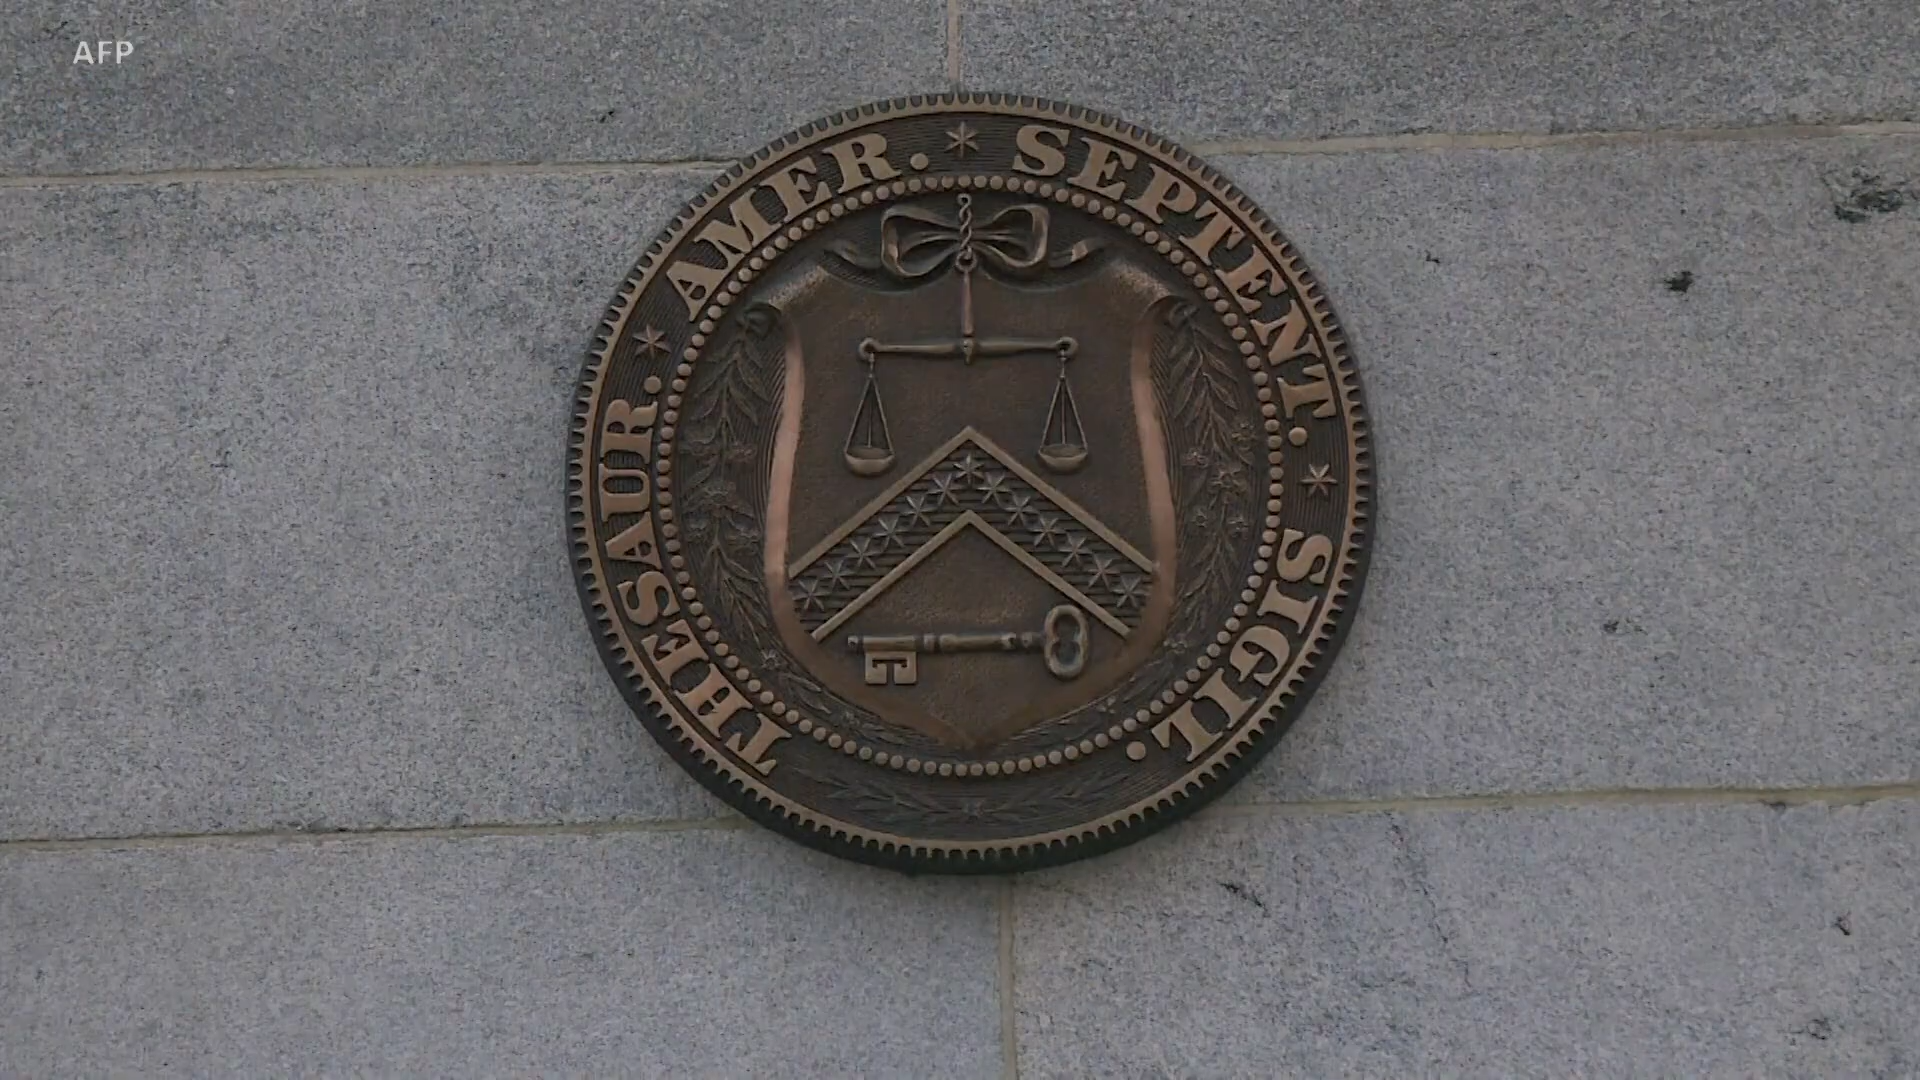 AFP
THESAUR. * AMER. * SEPTENT. * SIGIL.